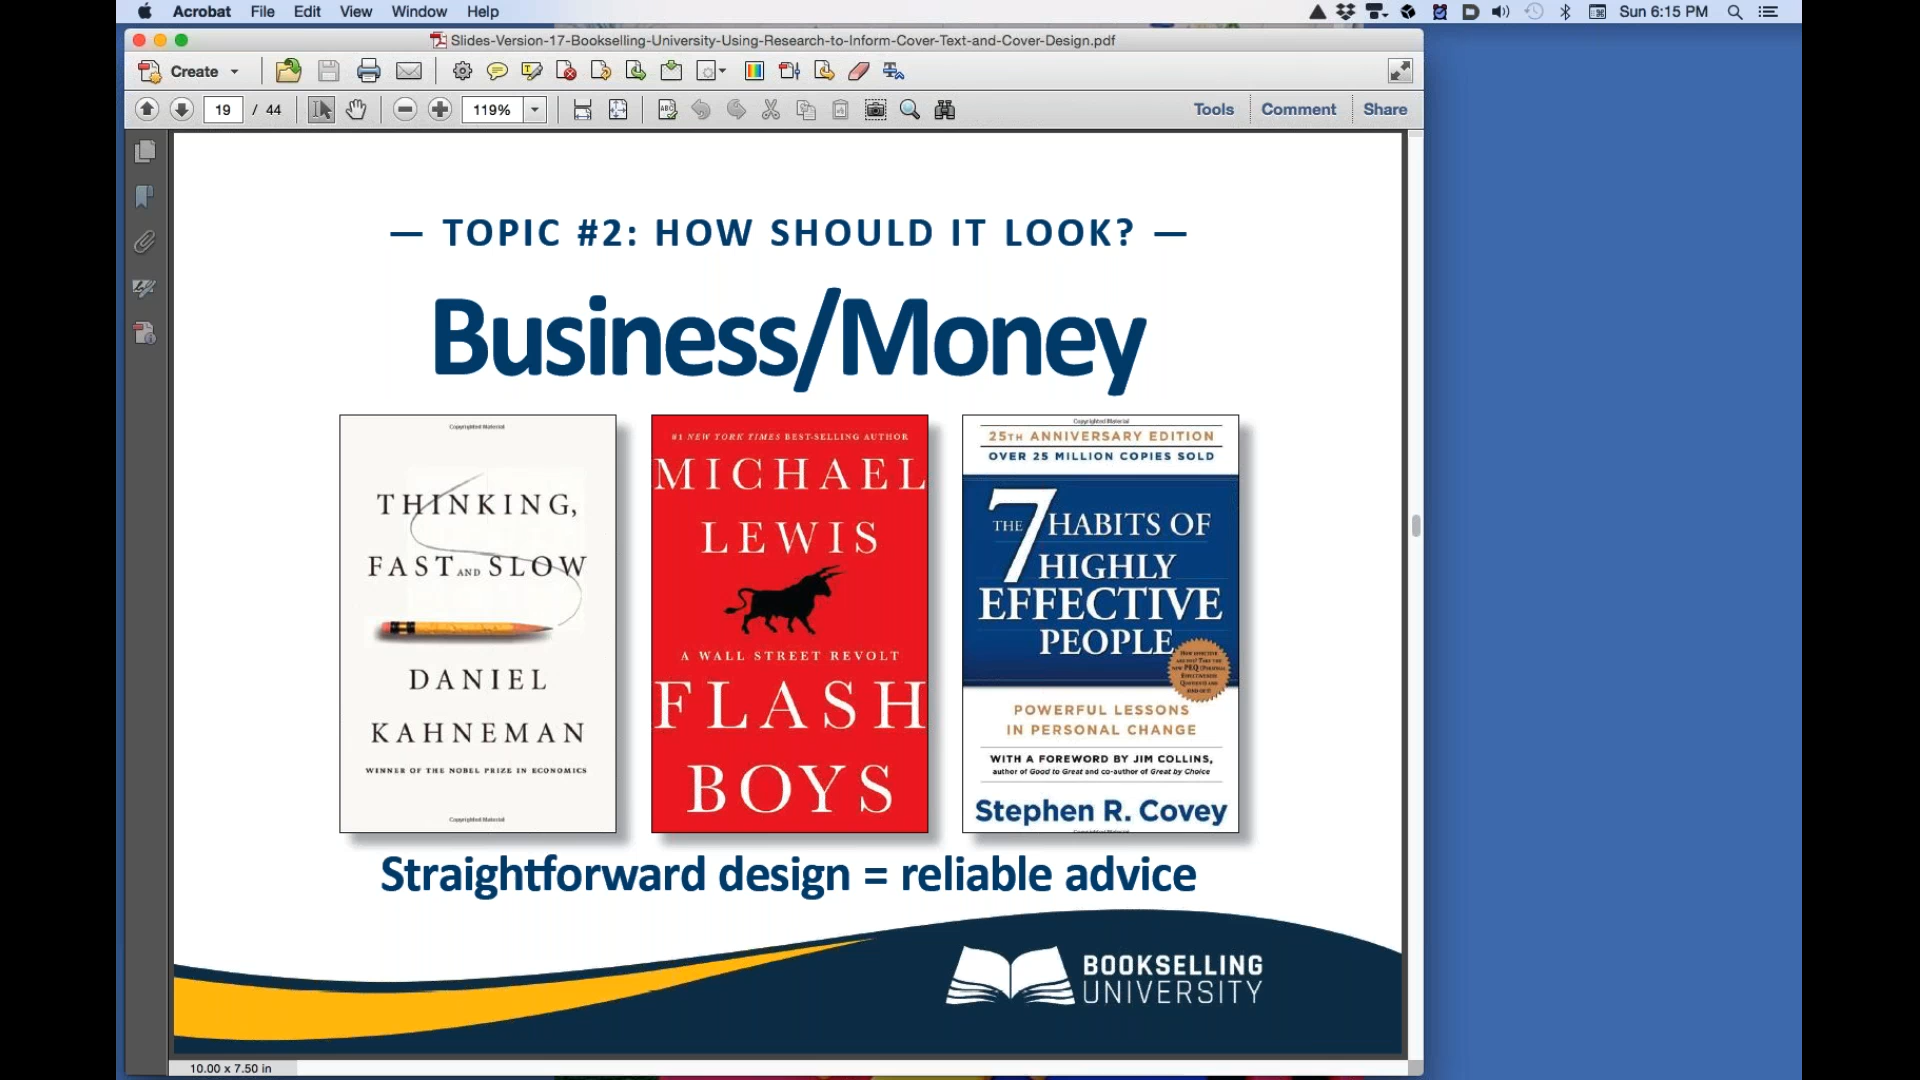 Acrobat File Edit View Window Help
Sun 6:15 PM
Slides-Version-17-Bookselling-University-Using-Research-to-Inform-Cover-Text-and-Cover-Design.pdf
Create
19 / 44
119%
Tools Comment Share
— TOPIC #2: HOW SHOULD IT LOOK? —
Business/Money
Copyrighted Material
THINKING,
FAST AND SLOW
DANIEL
KAHNEMAN
WINNER OF THE NOBEL PRIZE IN ECONOMICS
Copyrighted Material
#1 NEW YORK TIMES BEST-SELLING AUTHOR
MICHAEL
LEWIS
A WALL STREET REVOLT
FLASH
BOYS
Copyrighted Material
25TH ANNIVERSARY EDITION
OVER 25 MILLION COPIES SOLD
THE 7 HABITS OF
HIGHLY
EFFECTIVE
PEOPLE
POWERFUL LESSONS
IN PERSONAL CHANGE
WITH A FOREWORD BY JIM COLLINS,
author of Good to Great and co-author of Great by Choice
Stephen R. Covey
Straightforward design = reliable advice
BOOKSELLING
UNIVERSITY
10.00 x 7.50 in